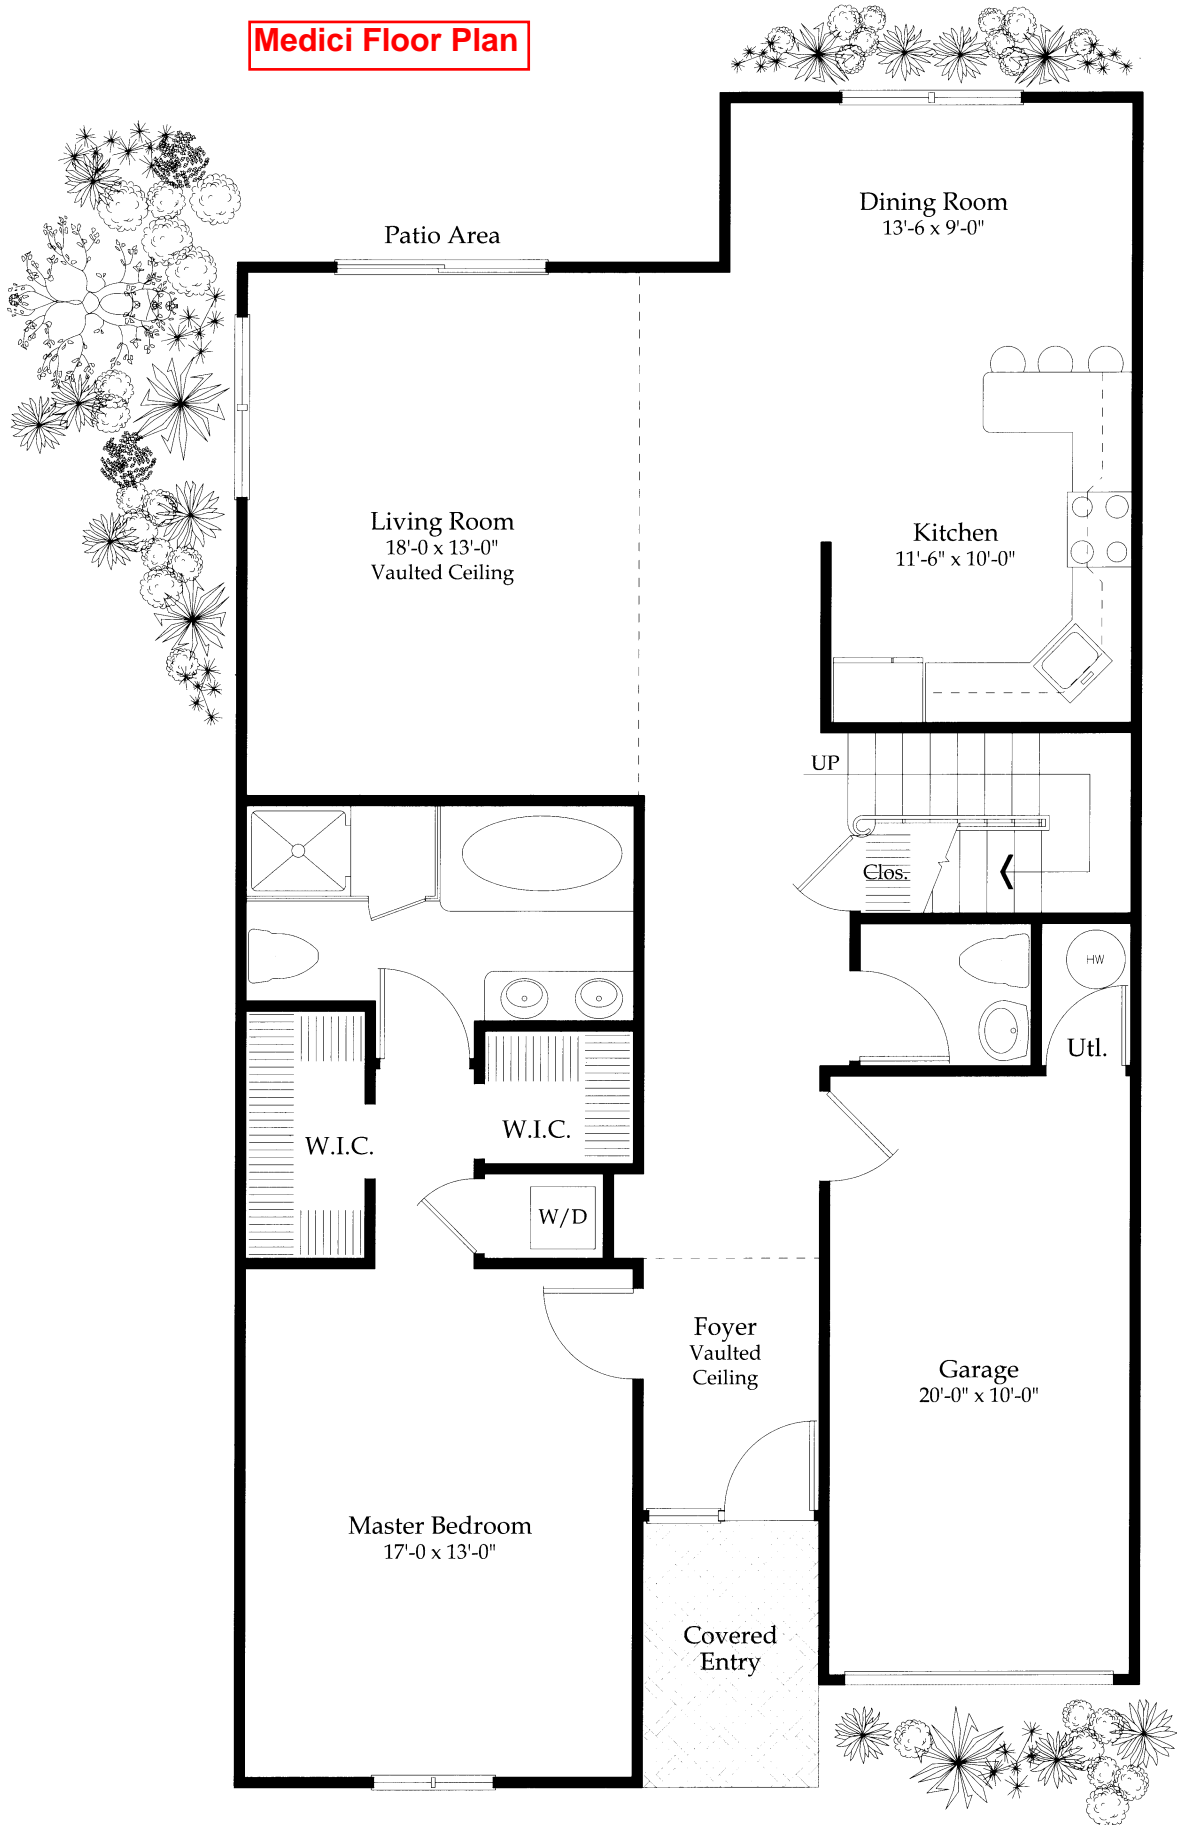 Medici Floor Plan
Dining Room
13'-6 x 9'-0"
Patio Area
Living Room
18'-0 x 13'-0"
Vaulted Ceiling
Kitchen
11'-6" x 10'-0"
UP
Clos.
HW
Utl.
W.I.C.
W.I.C.
W/D
Foyer
Vaulted
Ceiling
Garage
20'-0" x 10'-0"
Master Bedroom
17'-0 x 13'-0"
Covered
Entry